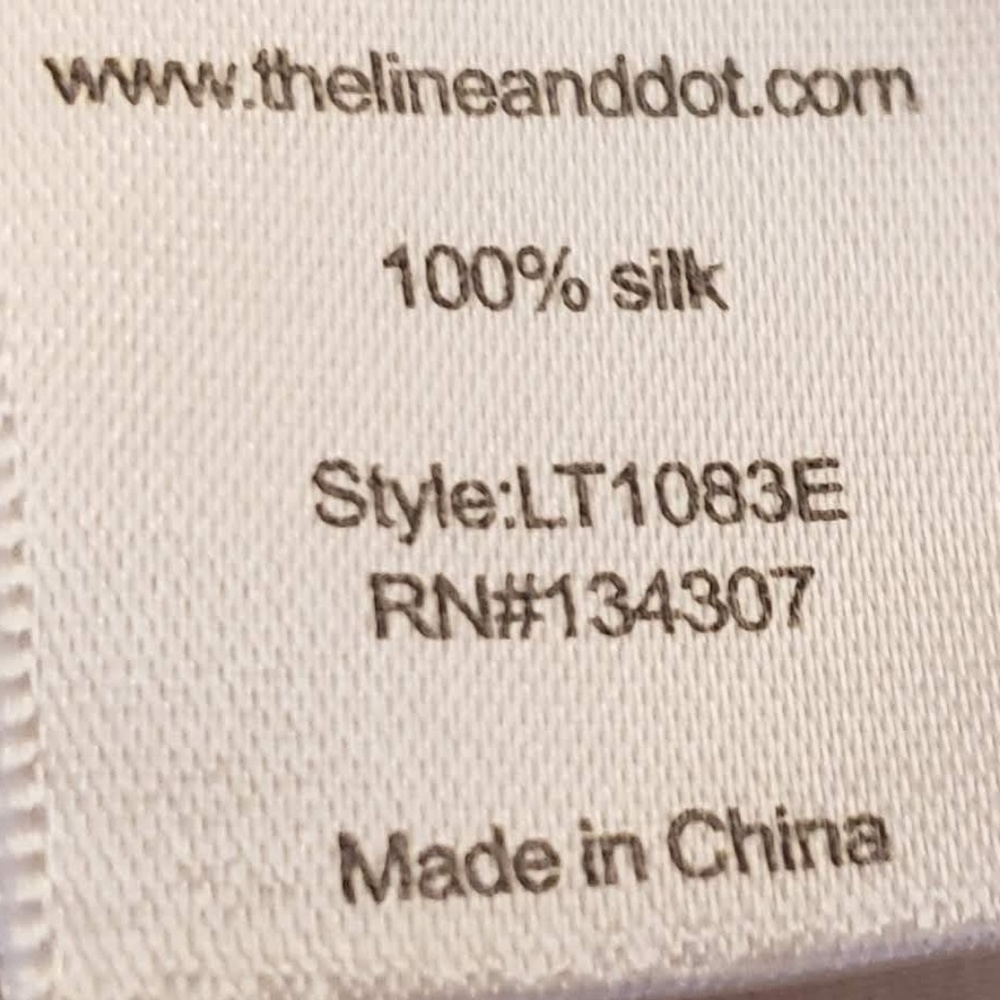 www.thelineanddot.com
100% silk
Style:LT1083E
RN#134307
Made in China